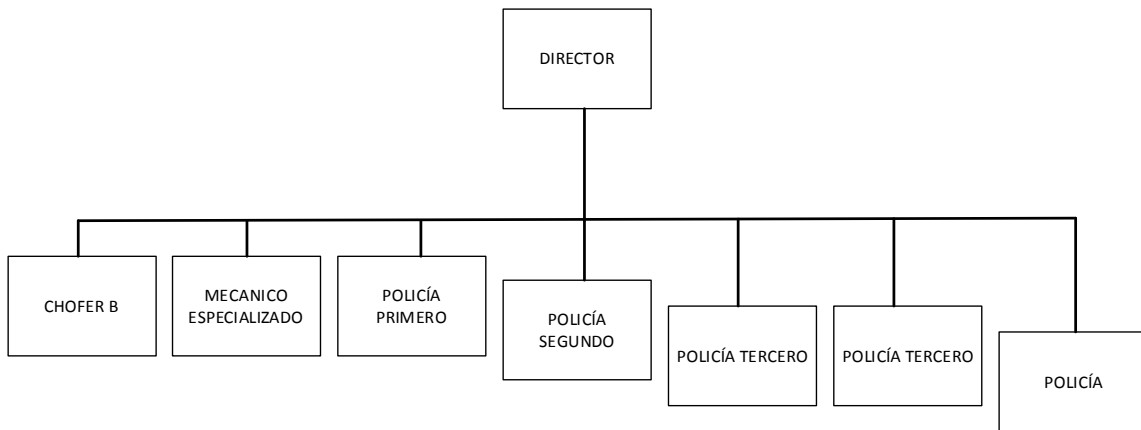 DIRECTOR
CHOFER B
MECANICO
ESPECIALIZADO
POLICÍA
PRIMERO
POLICÍA
SEGUNDO
POLICÍA TERCERO
POLICÍA TERCERO
POLICÍA